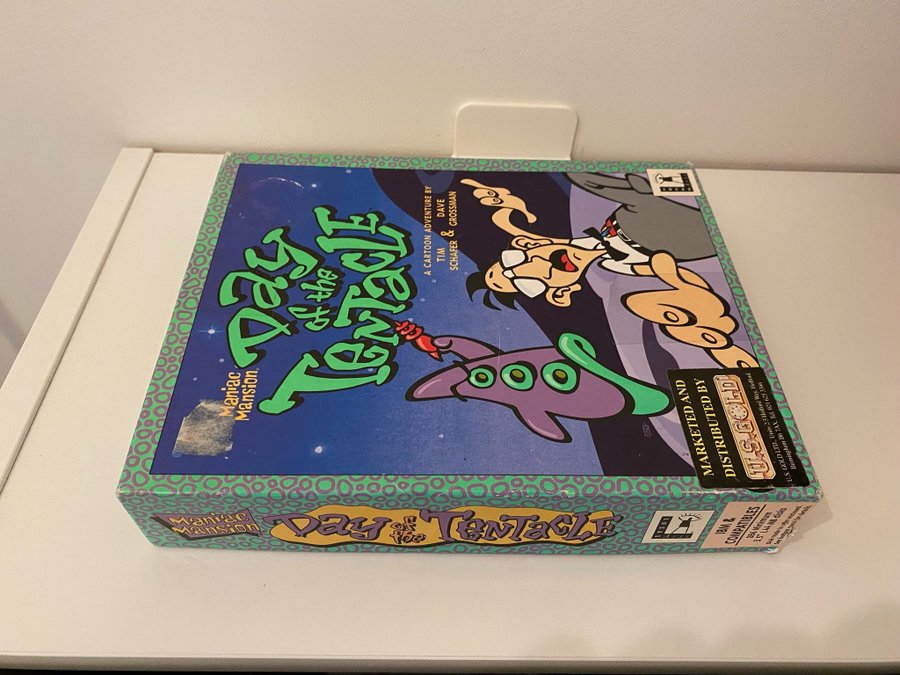 Maniac
Mansion
Day
of the
TENTACLE
A CARTOON ADVENTURE BY
TIM
SCHAFER
&
DAVE
GROSSMAN
MARKETED AND
DISTRIBUTED BY
U.S. GOLD
Maniac
Mansion
Day of the TENTACLE
IBM &
COMPATIBLES